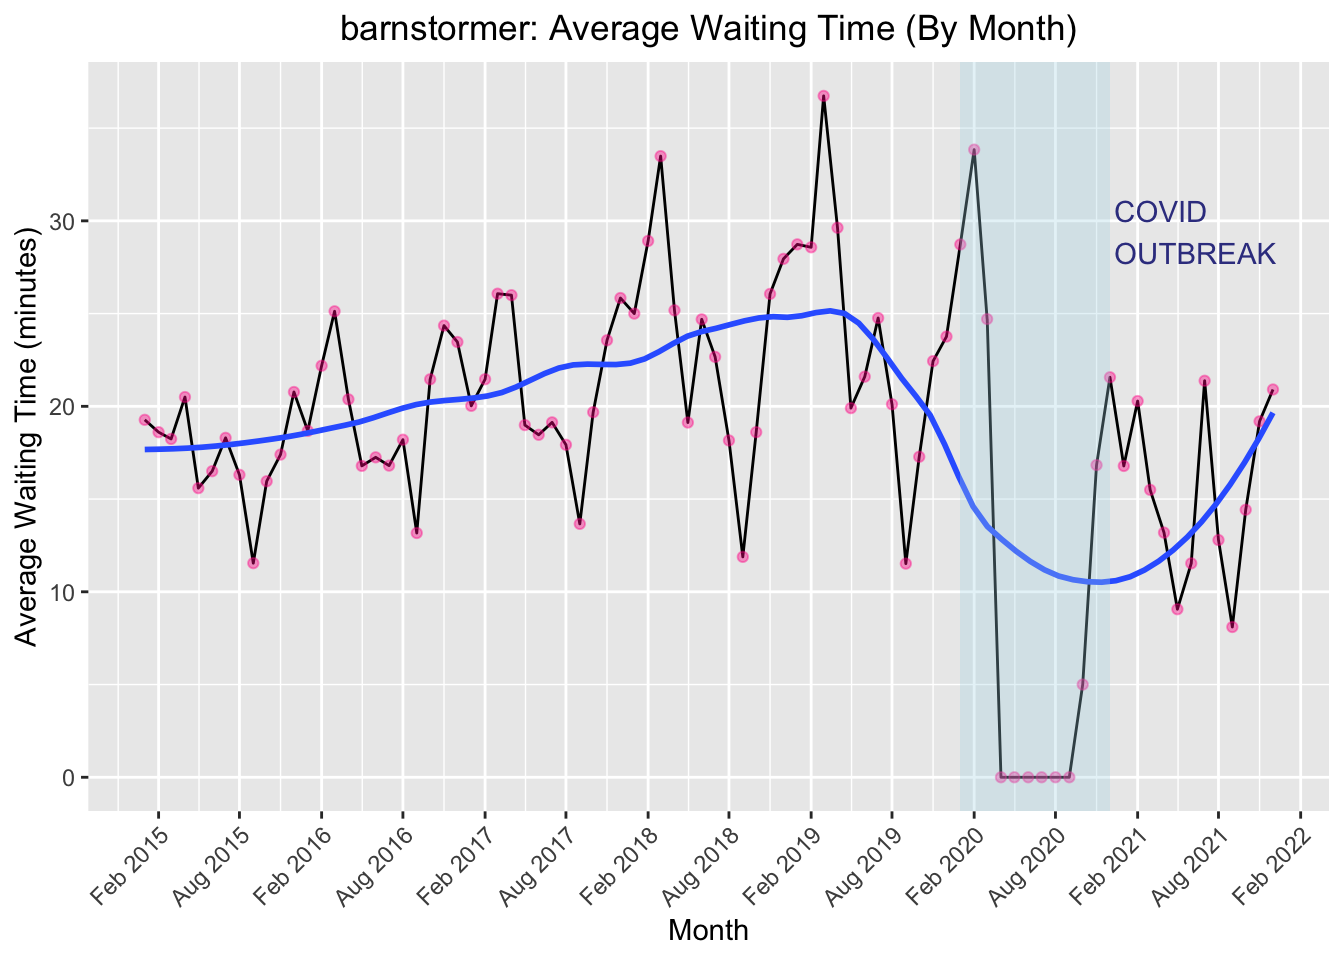 barnstormer: Average Waiting Time (By Month)
Average Waiting Time (minutes)
30
20
10
0
COVID
OUTBREAK
Feb 2015
Aug 2015
Feb 2016
Aug 2016
Feb 2017
Aug 2017
Feb 2018
Aug 2018
Feb 2019
Aug 2019
Feb 2020
Aug 2020
Feb 2021
Aug 2021
Feb 2022
Month